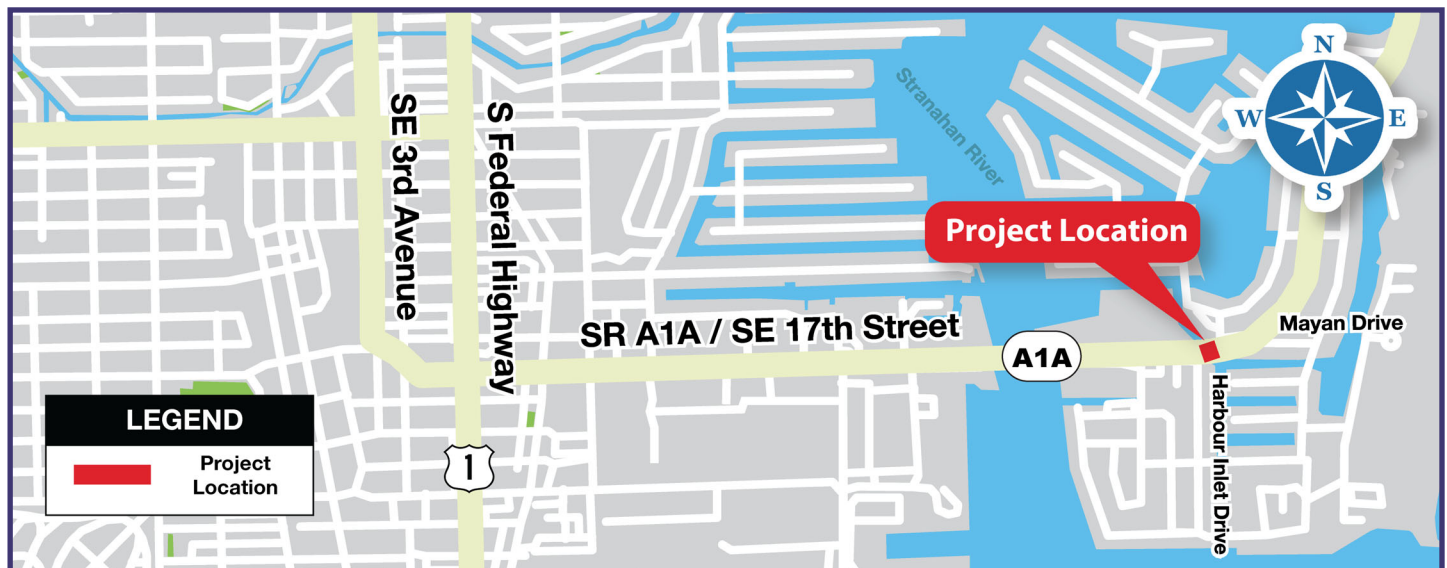 N
W
E
S
Stranahan River
SE 3rd Avenue
S Federal Highway
Project Location
SR A1A / SE 17th Street
A1A
Mayan Drive
Harbour Inlet Drive
LEGEND
Project
Location
1